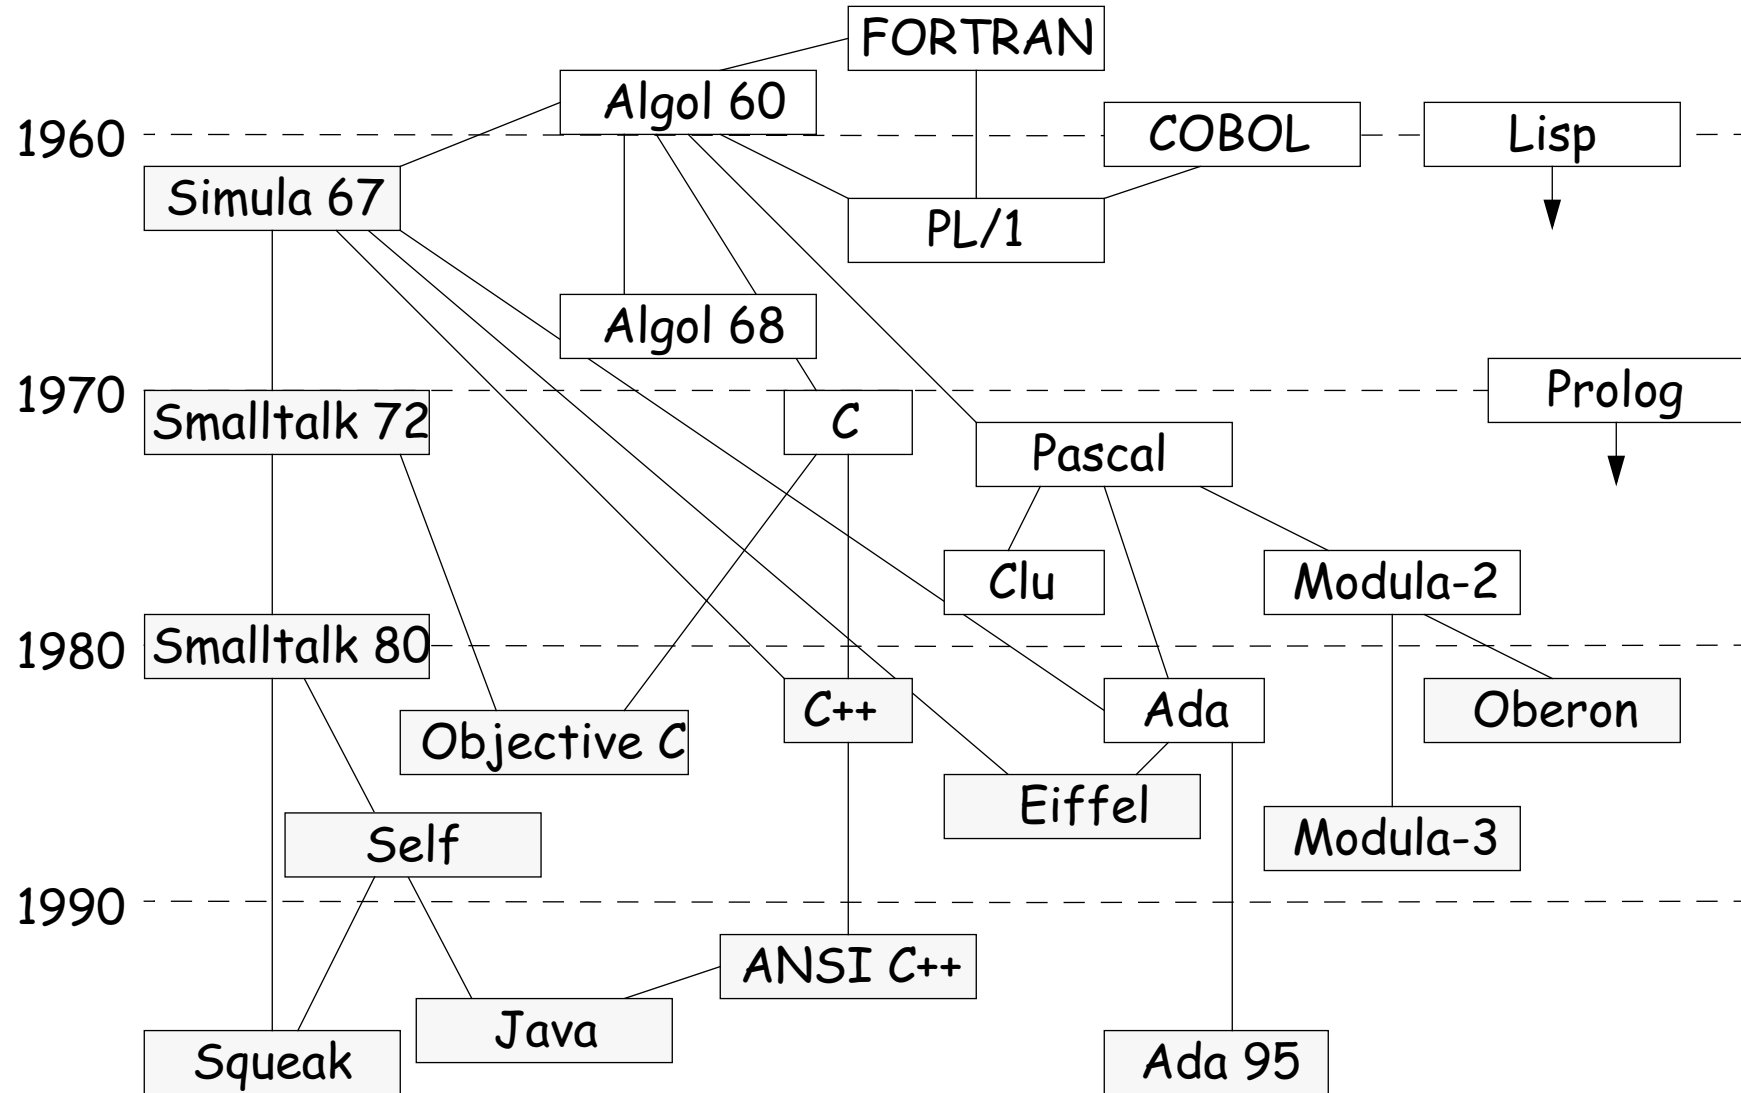 FORTRAN
Algol 60
1960
COBOL
Lisp
Simula 67
PL/1
Algol 68
1970
Prolog
Smalltalk 72
C
Pascal
Clu
Modula-2
1980
Smalltalk 80
C++
Ada
Oberon
Objective C
Eiffel
Self
Modula-3
1990
ANSI C++
Java
Squeak
Ada 95